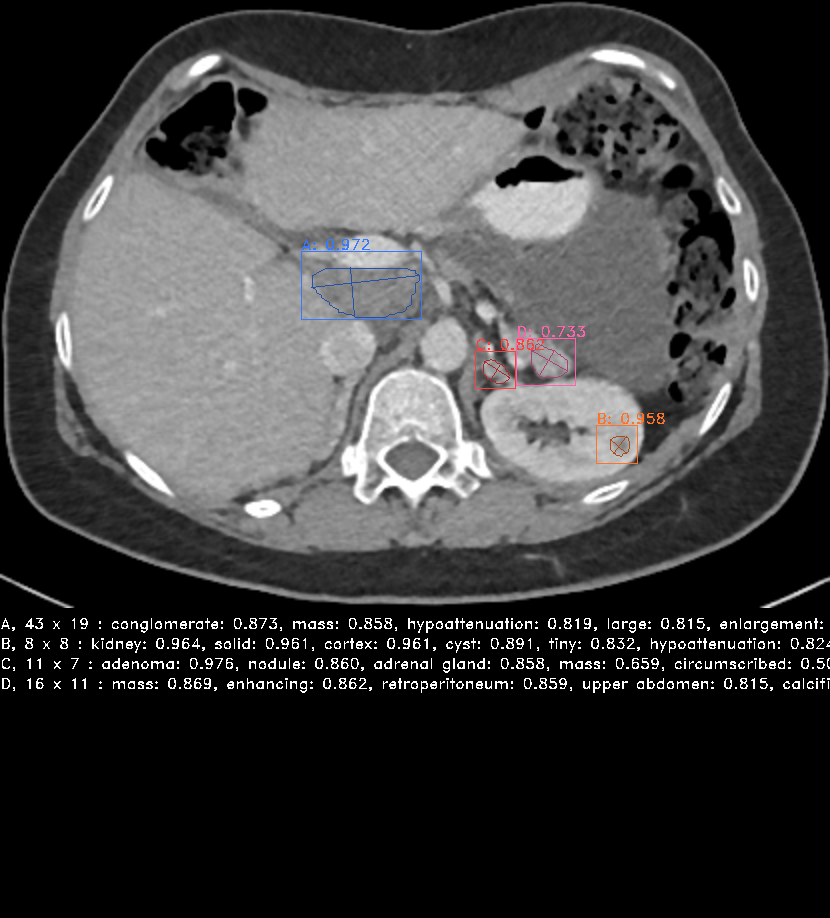 A: 0.972
D: 0.733
C: 0.867
B: 0.958
A, 43 x 19 : conglomerate: 0.873, mass: 0.858, hypoattenuation: 0.819, large: 0.815, enlargement:
B, 8 x 8 : kidney: 0.964, solid: 0.961, cortex: 0.961, cyst: 0.891, tiny: 0.832, hypoattenuation: 0.824
C, 11 x 7 : adenoma: 0.976, nodule: 0.860, adrenal gland: 0.858, mass: 0.659, circumscribed: 0.50
D, 16 x 11 : mass: 0.869, enhancing: 0.862, retroperitoneum: 0.859, upper abdomen: 0.815, calcifi